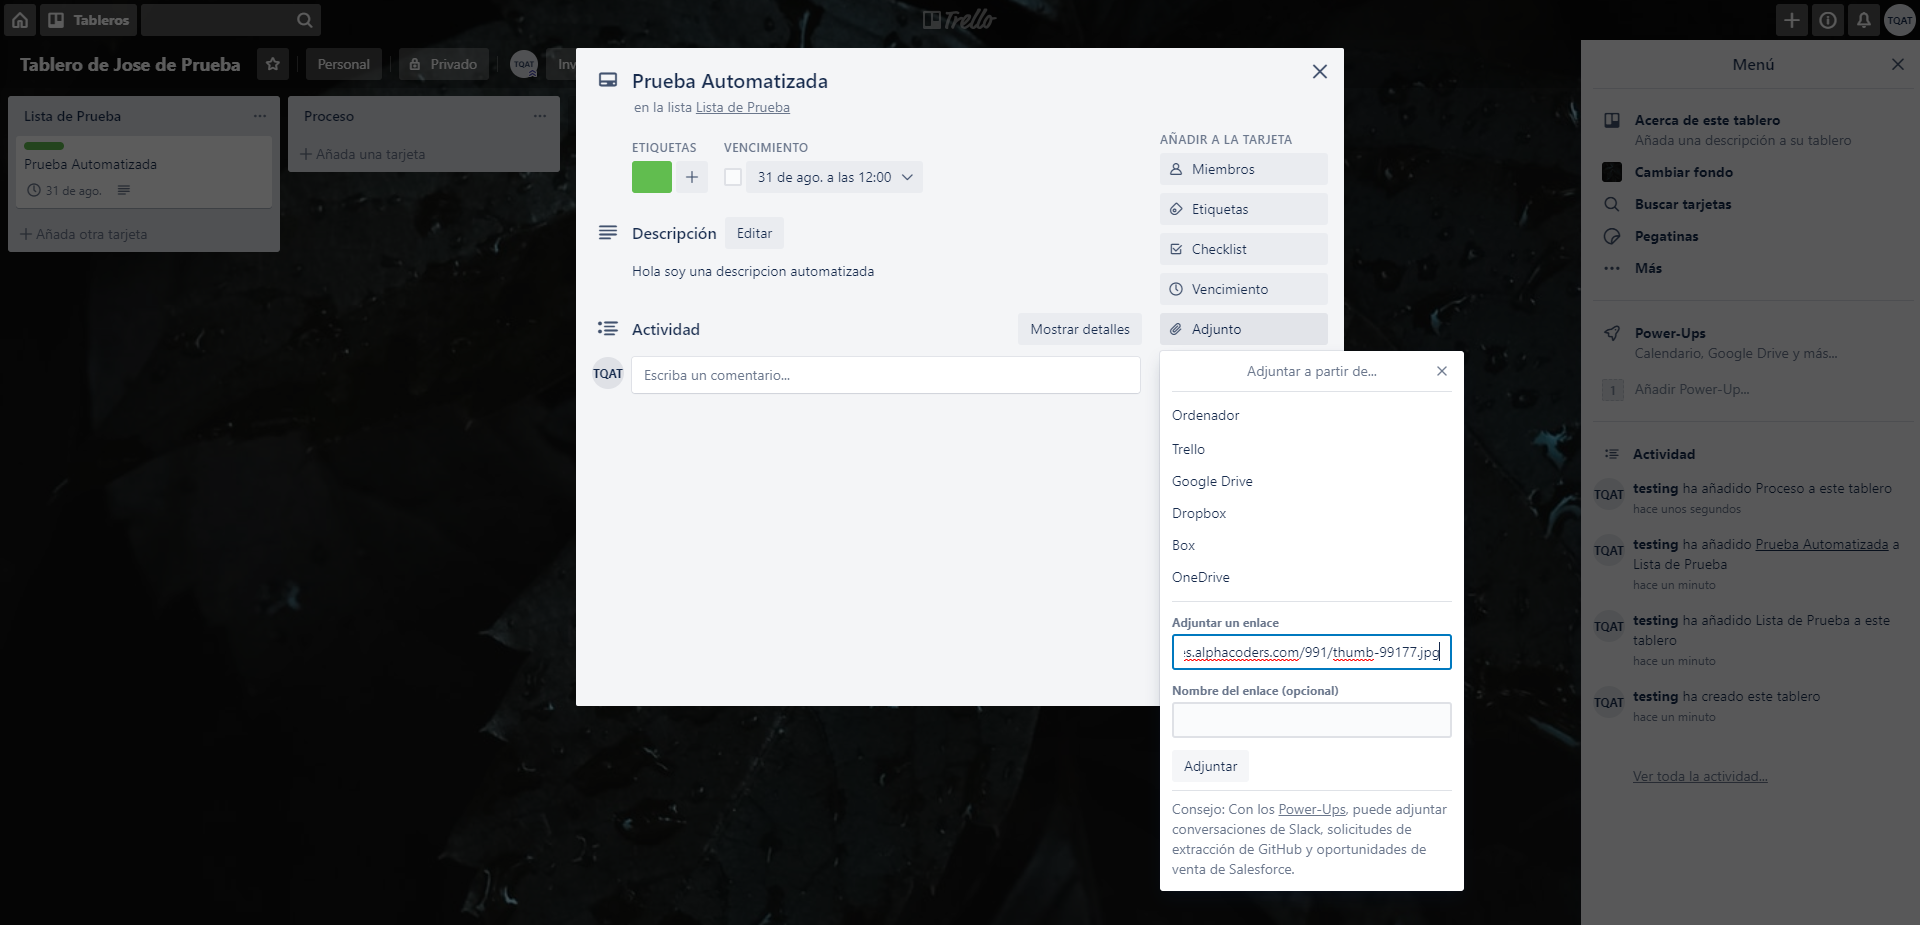 Tableros
Trello
TQAT
Tablero de Jose de Prueba
Personal
Privado
TQAT
Inv
Lista de Prueba
Prueba Automatizada
31 de ago.
Añada otra tarjeta
Proceso
Añada una tarjeta
Prueba Automatizada
en la lista Lista de Prueba
ETIQUETAS
VENCIMIENTO
31 de ago. a las 12:00
Descripción
Editar
Hola soy una descripcion automatizada
Actividad
Mostrar detalles
TQAT
Escriba un comentario...
AÑADIR A LA TARJETA
Miembros
Etiquetas
Checklist
Vencimiento
Adjunto
Adjuntar a partir de...
Ordenador
Trello
Google Drive
Dropbox
Box
OneDrive
Adjuntar un enlace
s.alphacoders.com/991/thumb-99177.jpg
Nombre del enlace (opcional)
Adjuntar
Consejo: Con los Power-Ups, puede adjuntar
conversaciones de Slack, solicitudes de
extracción de GitHub y oportunidades de
venta de Salesforce.
Menú
Acerca de este tablero
Añada una descripción a su tablero
Cambiar fondo
Buscar tarjetas
Pegatinas
Más
Power-Ups
Calendario, Google Drive y más...
1
Añadir Power-Up...
Actividad
TQAT
testing ha añadido Proceso a este tablero
hace unos segundos
TQAT
testing ha añadido Prueba Automatizada a
Lista de Prueba
hace un minuto
TQAT
testing ha añadido Lista de Prueba a este
tablero
hace un minuto
TQAT
testing ha creado este tablero
hace un minuto
Ver toda la actividad...